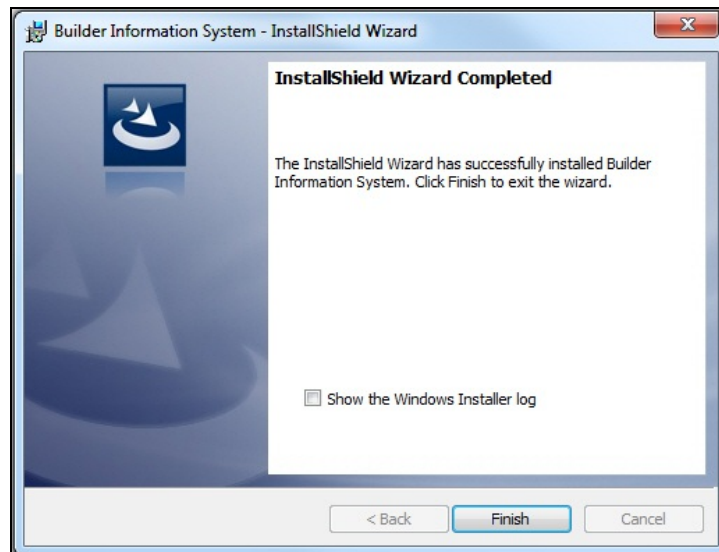 Builder Information System - InstallShield Wizard
InstallShield Wizard Completed
The InstallShield Wizard has successfully installed Builder
Information System. Click Finish to exit the wizard.
Show the Windows Installer log
< Back
Finish
Cancel